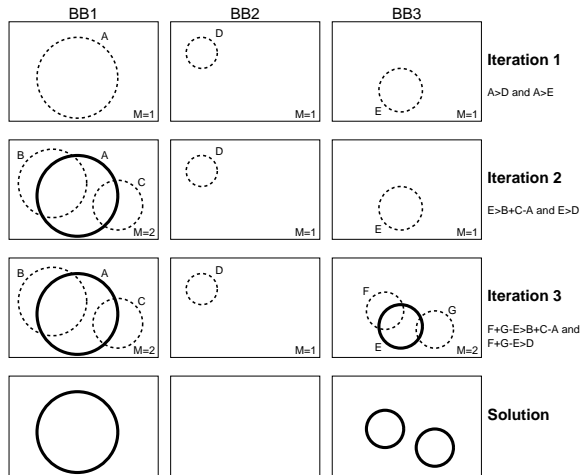 BB1 BB2 BB3
A
M=1
D
M=1
E
M=1
Iteration 1
A>D and A>E
B
A
C
M=2
D
M=1
E
M=1
Iteration 2
E>B+C-A and E>D
B
A
C
M=2
D
M=1
F
G
E
M=2
Iteration 3
F+G-E>B+C-A and
F+G-E>D
Solution